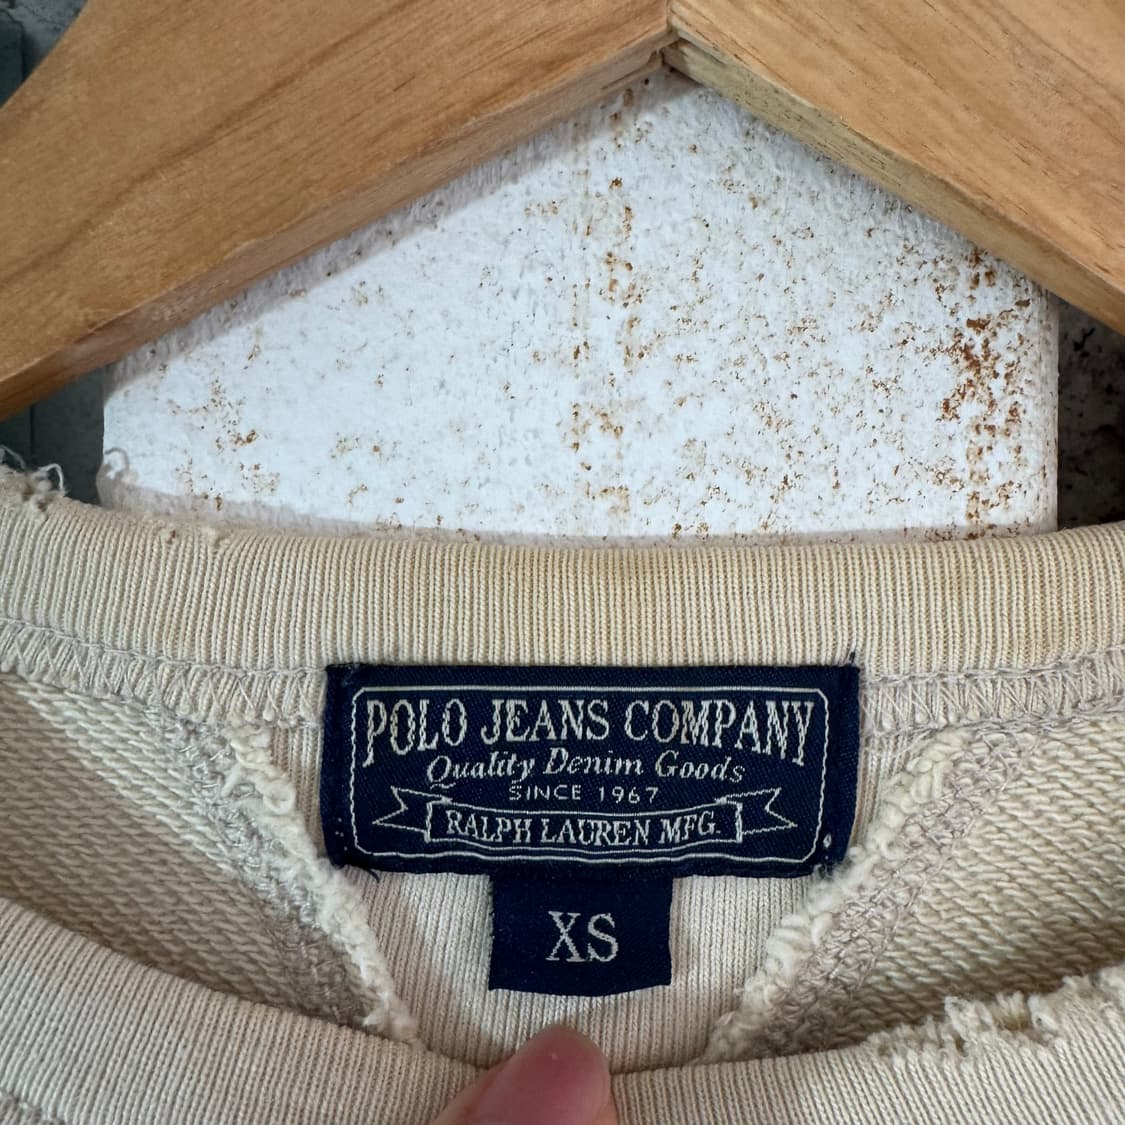 POLO JEANS COMPANY
Quality Denim Goods
SINCE 1967
RALPH LAUREN MFG.
XS